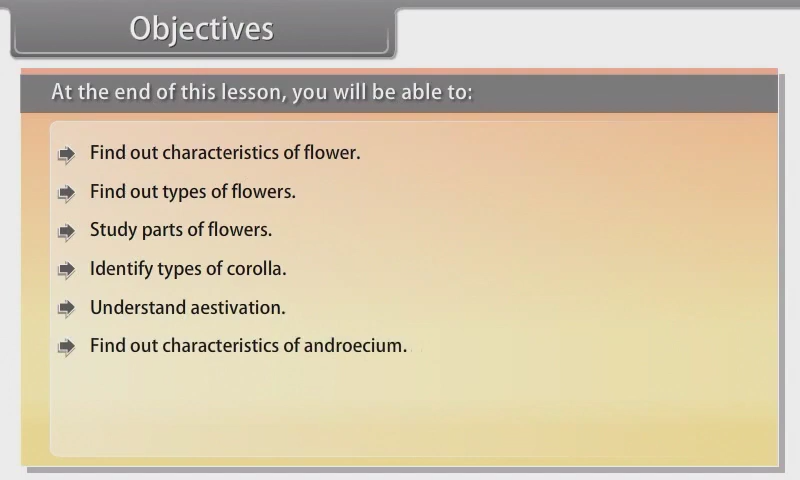 Objectives
At the end of this lesson, you will be able to:
Find out characteristics of flower.
Find out types of flowers.
Study parts of flowers.
Identify types of corolla.
Understand aestivation.
Find out characteristics of androecium.